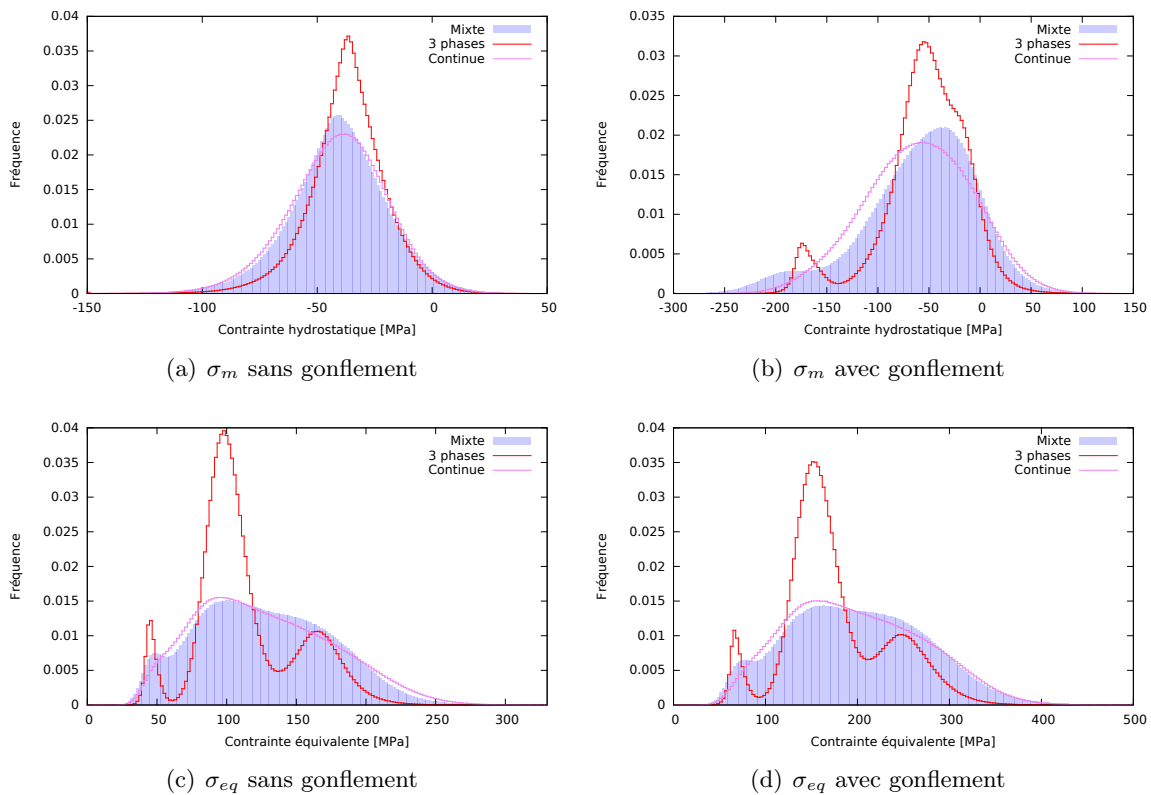 0.04
0.035
0.03
0.025
0.02
0.015
0.01
0.005
0
Fréquence
-150
-100
-50
0
50
Contrainte hydrostatique [MPa]
Mixte
3 phases
Continue
(a) σm sans gonflement
0.035
0.03
0.025
0.02
0.015
0.01
0.005
0
Fréquence
-300
-250
-200
-150
-100
-50
0
50
100
150
Contrainte hydrostatique [MPa]
Mixte
3 phases
Continue
(b) σm avec gonflement
0.04
0.035
0.03
0.025
0.02
0.015
0.01
0.005
0
Fréquence
0
50
100
150
200
250
300
Contrainte équivalente [MPa]
Mixte
3 phases
Continue
(c) σeq sans gonflement
0.04
0.035
0.03
0.025
0.02
0.015
0.01
0.005
0
Fréquence
0
100
200
300
400
500
Contrainte équivalente [MPa]
Mixte
3 phases
Continue
(d) σeq avec gonflement